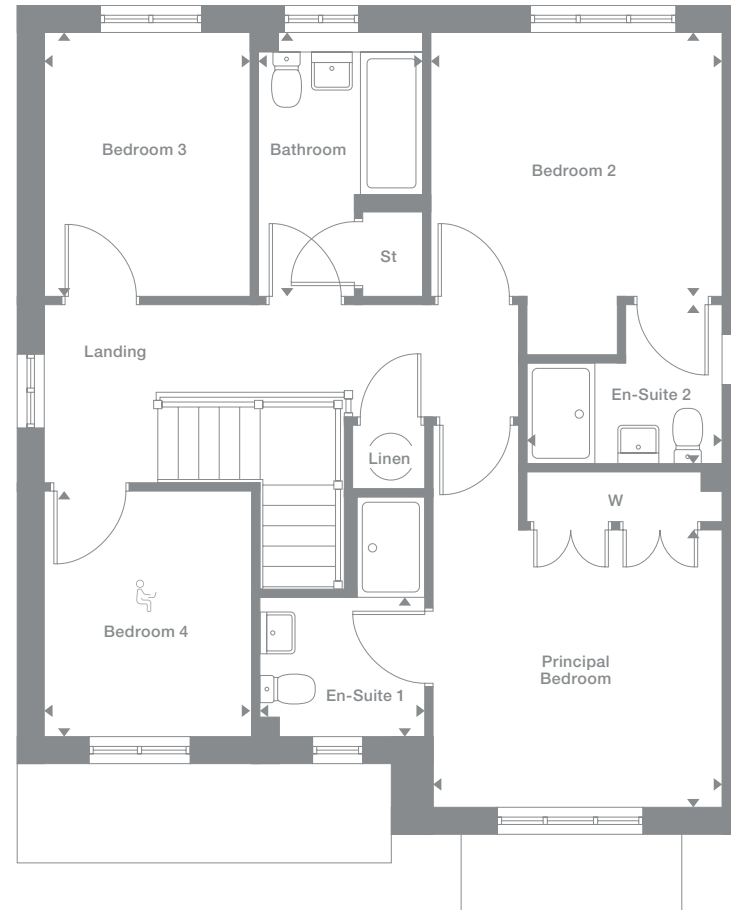 Bedroom 3
Bathroom
Bedroom 2
St
Landing
En-Suite 2
Linen
W
Bedroom 4
Principal
Bedroom
En-Suite 1